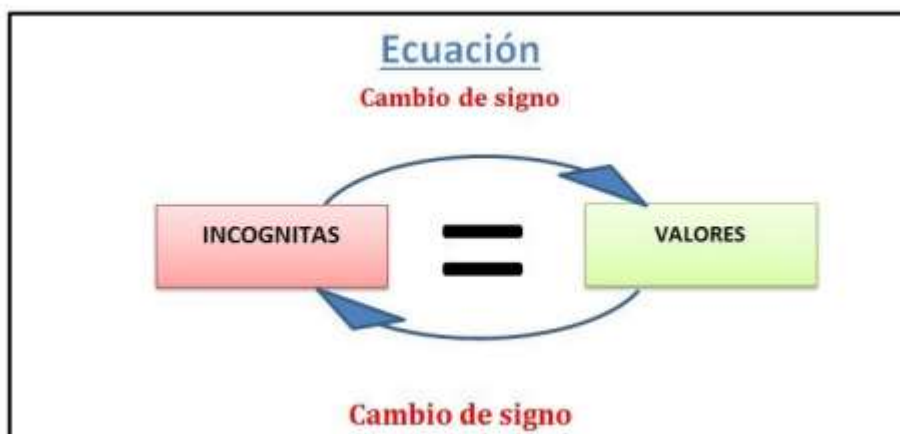 Ecuación
Cambio de signo
INCOGNITAS
=
VALORES
Cambio de signo